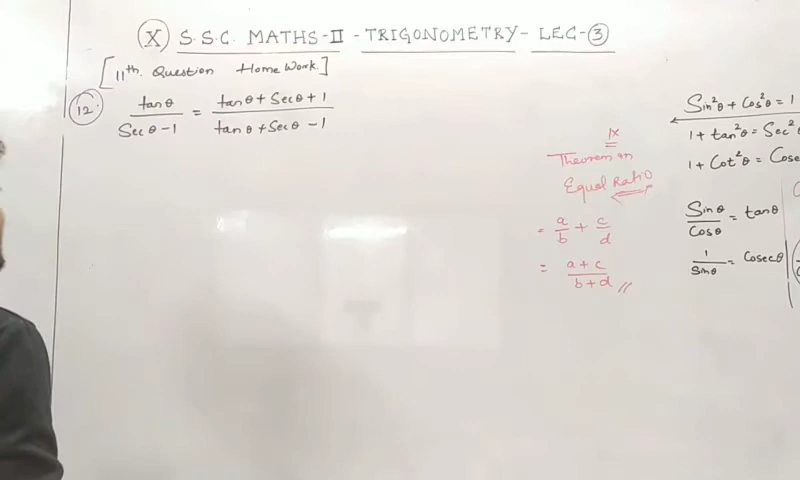 X S.S.C. MATHS-II - TRIGONOMETRY- LEC-3
[11th. Question Home Work]
12. tanθ / Secθ-1 = tanθ+Secθ+1 / tanθ+Secθ-1
IX
Theorem on
Equal Ratio
= a/b + c/d
= a+c / b+d //
Sin²θ+Cos²θ=1
1+tan²θ=Sec²θ
1+Cot²θ=Cose
Sinθ/Cosθ = tanθ
1/Sinθ = Cosecθ